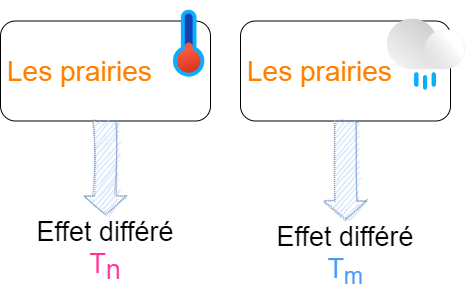 Les prairies
Effet différé
Tn
Les prairies
Effet différé
Tm